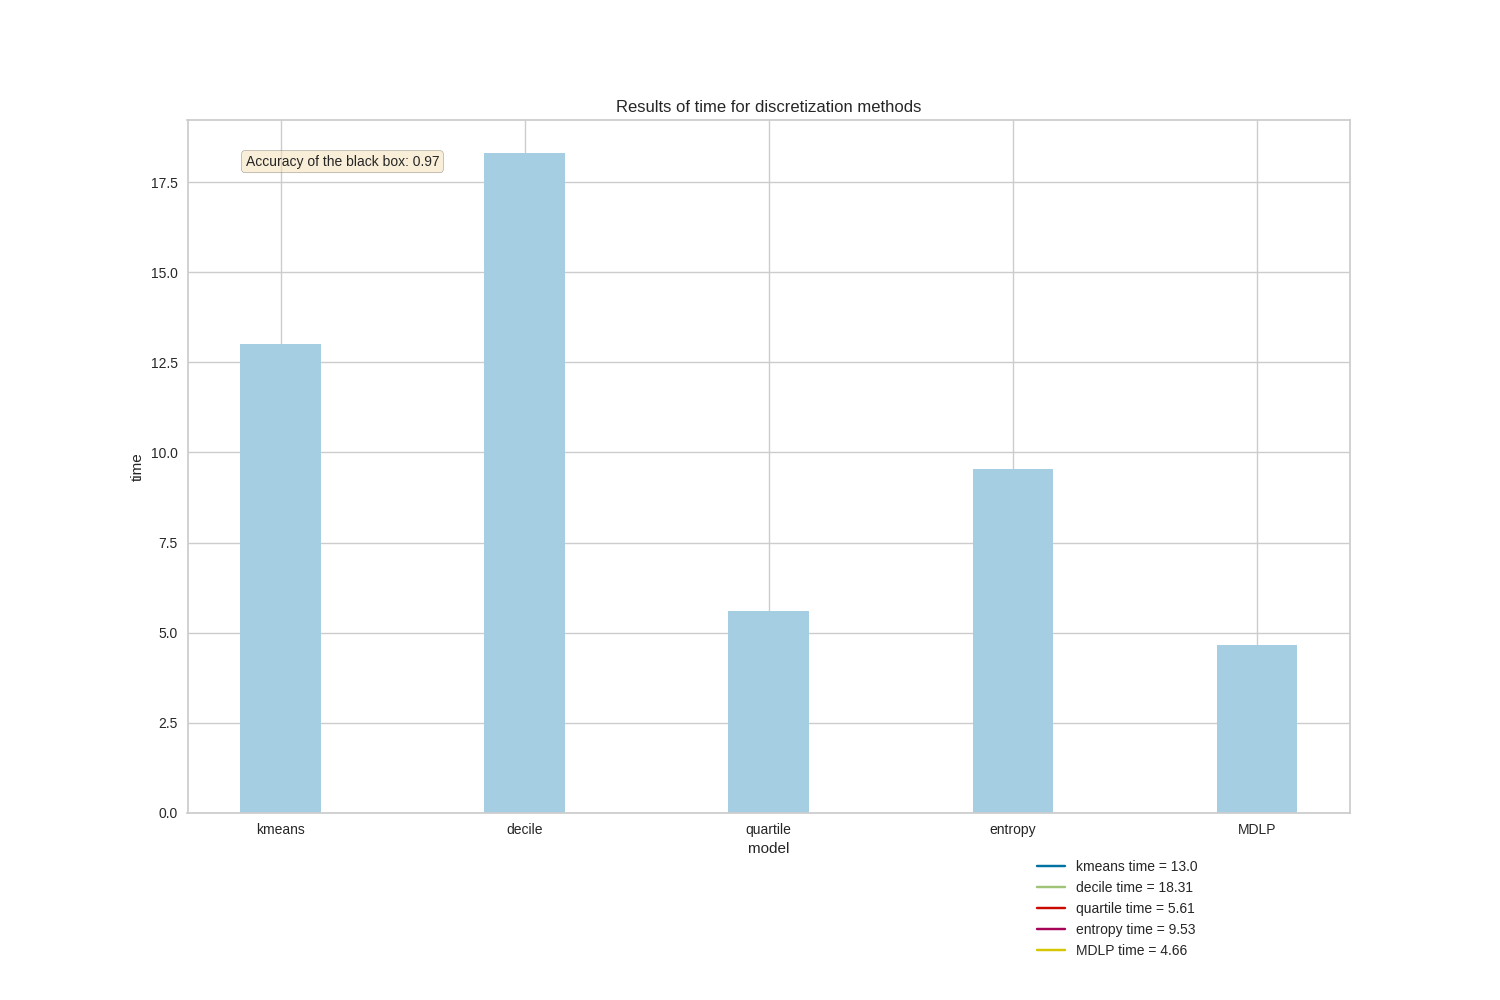 Results of time for discretization methods
Accuracy of the black box: 0.97
17.5
15.0
12.5
10.0
7.5
5.0
2.5
0.0
time
kmeans decile quartile entropy MDLP
model
kmeans time = 13.0
decile time = 18.31
quartile time = 5.61
entropy time = 9.53
MDLP time = 4.66